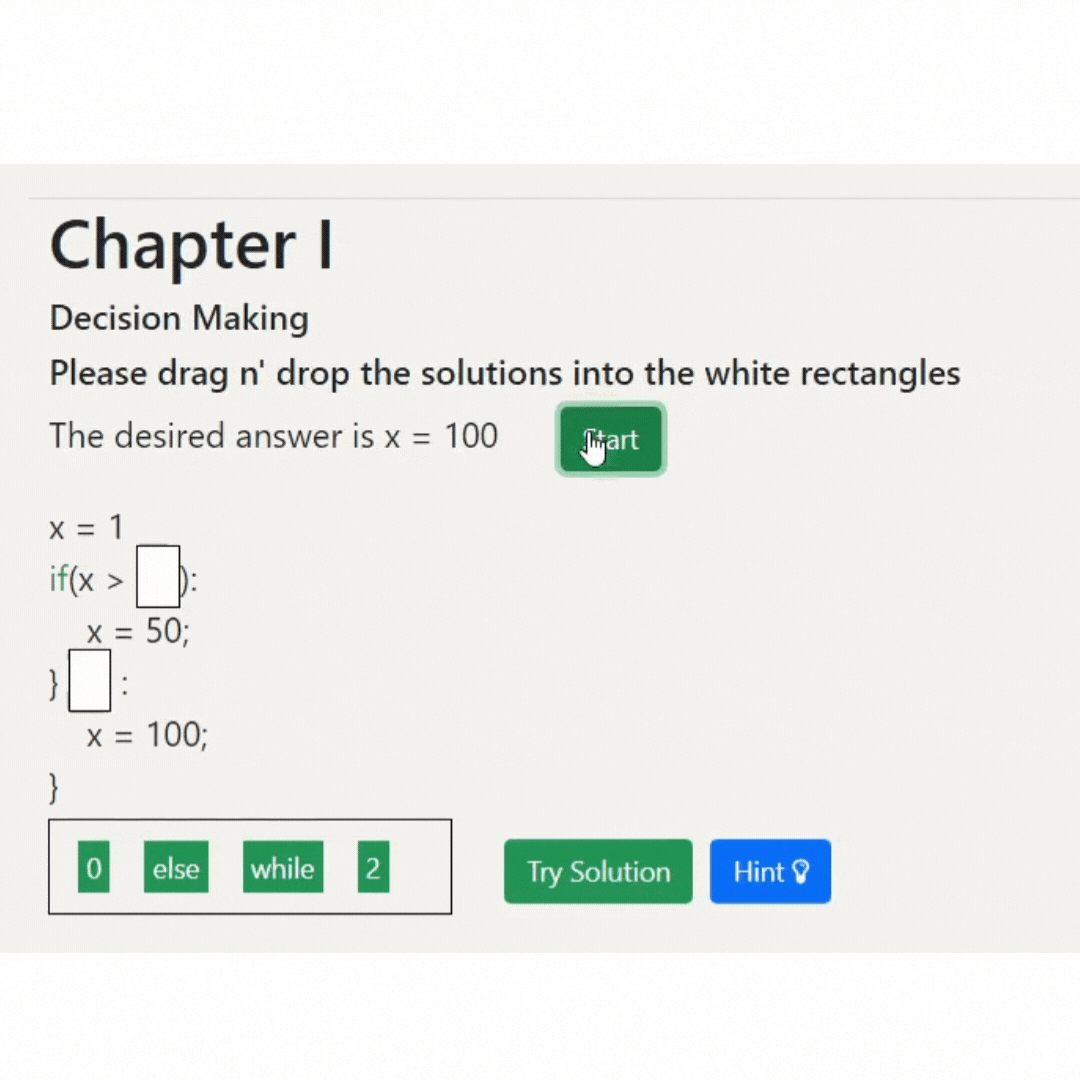 Chapter I
Decision Making
Please drag n' drop the solutions into the white rectangles
The desired answer is x = 100 Start
x = 1
if(x > ):
x = 50;
} :
x = 100;
}
0 else while 2 Try Solution Hint